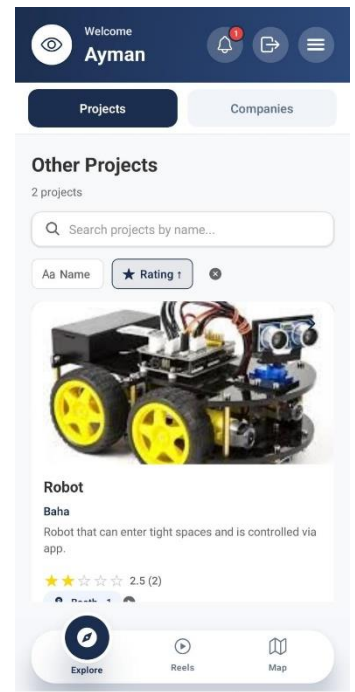 Welcome
Ayman
1
Projects
Companies
Other Projects
2 projects
Search projects by name...
Aa Name
Rating ↑
Robot
Baha
Robot that can enter tight spaces and is controlled via
app.
2.5 (2)
Explore
Reels
Map